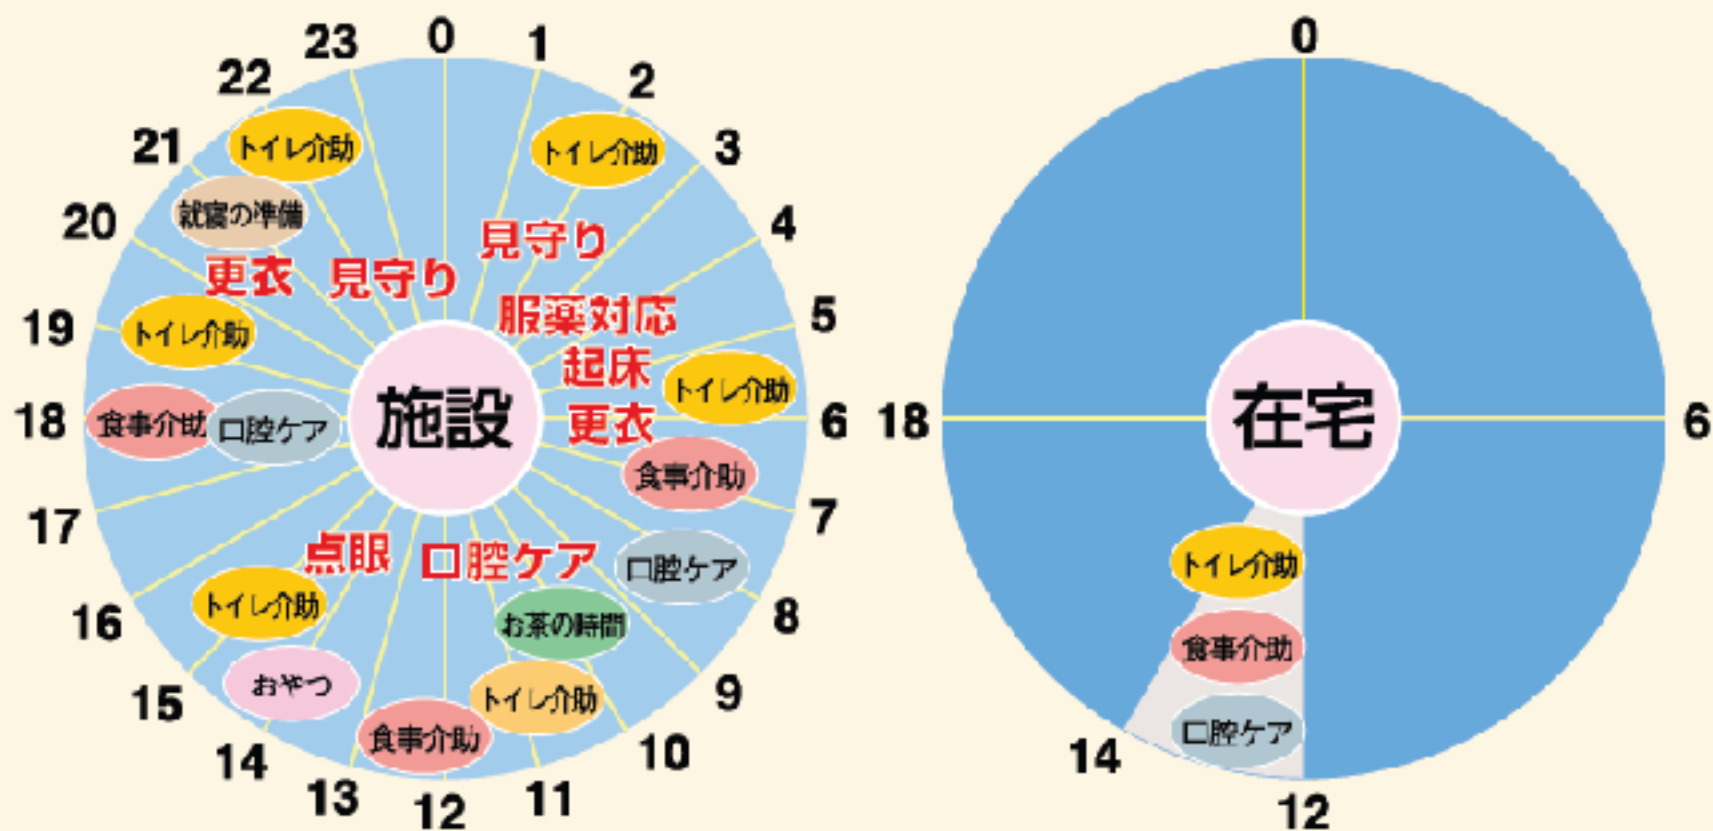 0
1
2
3
4
5
6
7
8
9
10
11
12
13
14
15
16
17
18
19
20
21
22
23
トイレ介助
トイレ介助
就寝の準備
見守り
更衣
見守り
服薬対応
トイレ介助
起床
トイレ介助
施設
食事介助
口腔ケア
更衣
食事介助
点眼
口腔ケア
口腔ケア
トイレ介助
お茶の時間
おやつ
トイレ介助
食事介助
0
6
12
14
18
在宅
トイレ介助
食事介助
口腔ケア